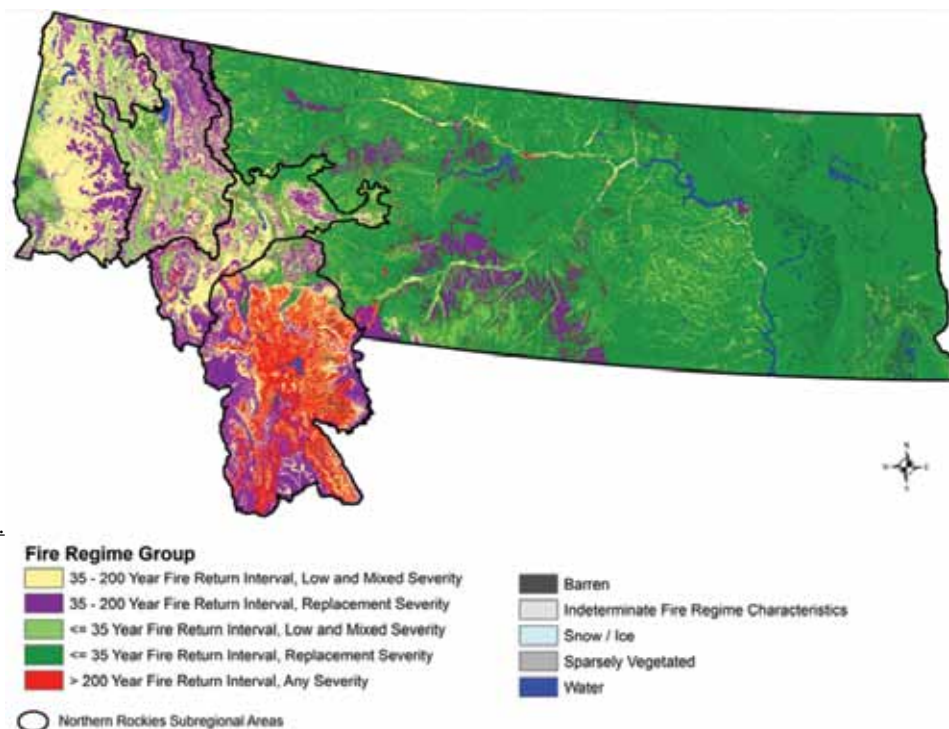 N
Fire Regime Group
35 - 200 Year Fire Return Interval, Low and Mixed Severity
35 - 200 Year Fire Return Interval, Replacement Severity
<= 35 Year Fire Return Interval, Low and Mixed Severity
<= 35 Year Fire Return Interval, Replacement Severity
> 200 Year Fire Return Interval, Any Severity
Northern Rockies Subregional Areas
Barren
Indeterminate Fire Regime Characteristics
Snow / Ice
Sparsely Vegetated
Water